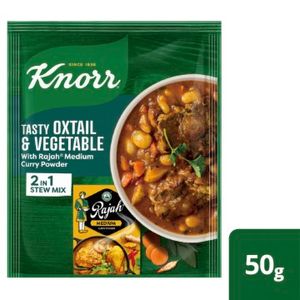 SINCE 1838
Knorr
TASTY OXTAIL
& VEGETABLE
With Rajah® Medium
Curry Powder
2 IN 1
STEW MIX
Rajah
MEDIUM
50g